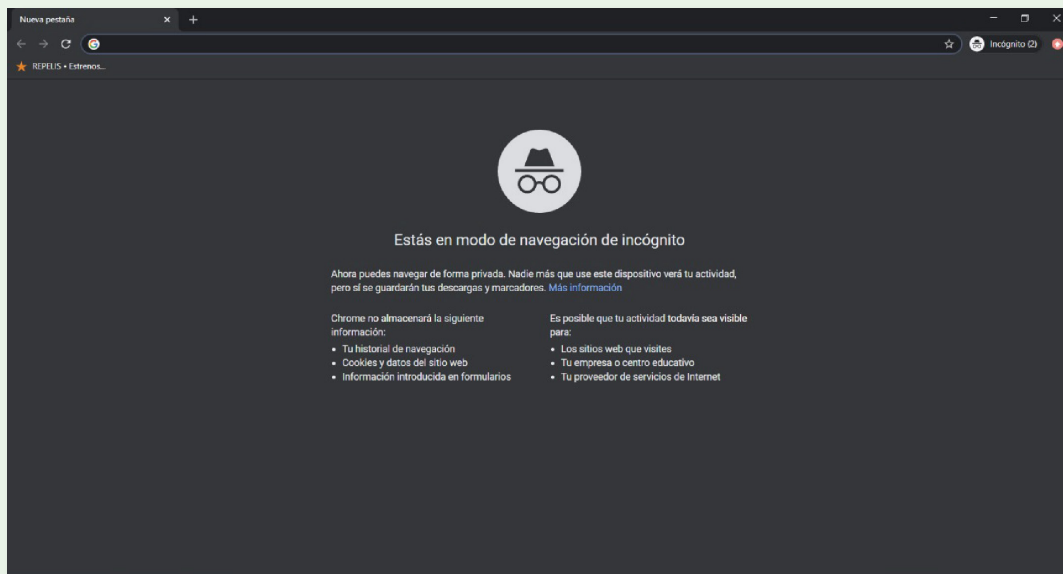 Nueva pestaña
Incógnito (2)
REPELIS • Estrenos...
Estás en modo de navegación de incógnito
Ahora puedes navegar de forma privada. Nadie más que use este dispositivo verá tu actividad,
pero sí se guardarán tus descargas y marcadores. Más información
Chrome no almacenará la siguiente
información:
• Tu historial de navegación
• Cookies y datos del sitio web
• Información introducida en formularios
Es posible que tu actividad todavía sea visible
para:
• Los sitios web que visites
• Tu empresa o centro educativo
• Tu proveedor de servicios de Internet